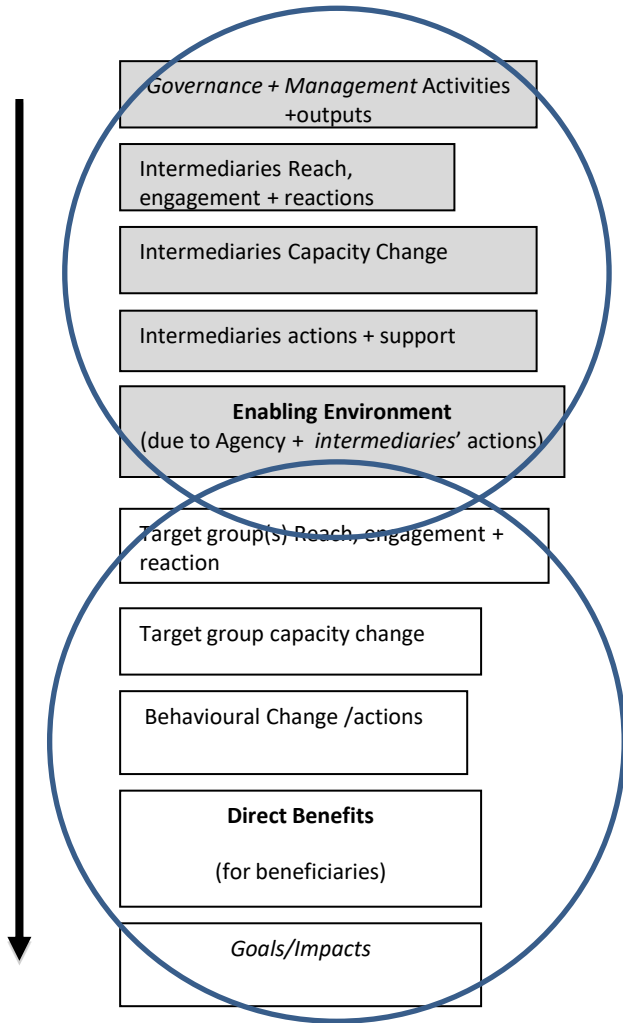 Governance + Management Activities
+outputs
Intermediaries Reach,
engagement + reactions
Intermediaries Capacity Change
Intermediaries actions + support
Enabling Environment
(due to Agency + intermediaries' actions)
Target group(s) Reach, engagement +
reaction
Target group capacity change
Behavioural Change /actions
Direct Benefits
(for beneficiaries)
Goals/Impacts